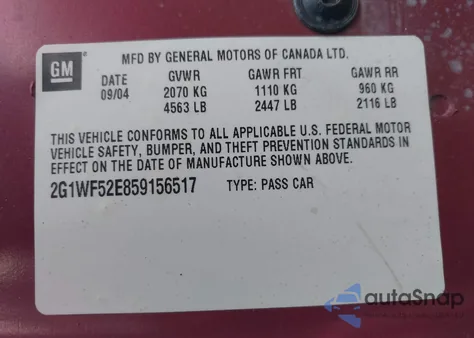 MFD BY GENERAL MOTORS OF CANADA LTD.
GM
DATE GVWR GAWR FRT GAWR RR
09/04 2070 KG 1110 KG 960 KG
4563 LB 2447 LB 2116 LB
THIS VEHICLE CONFORMS TO ALL APPLICABLE U.S. FEDERAL MOTOR
VEHICLE SAFETY, BUMPER, AND THEFT PREVENTION STANDARDS IN
EFFECT ON THE DATE OF MANUFACTURE SHOWN ABOVE.
2G1WF52E859156517 TYPE: PASS CAR
autoSnap